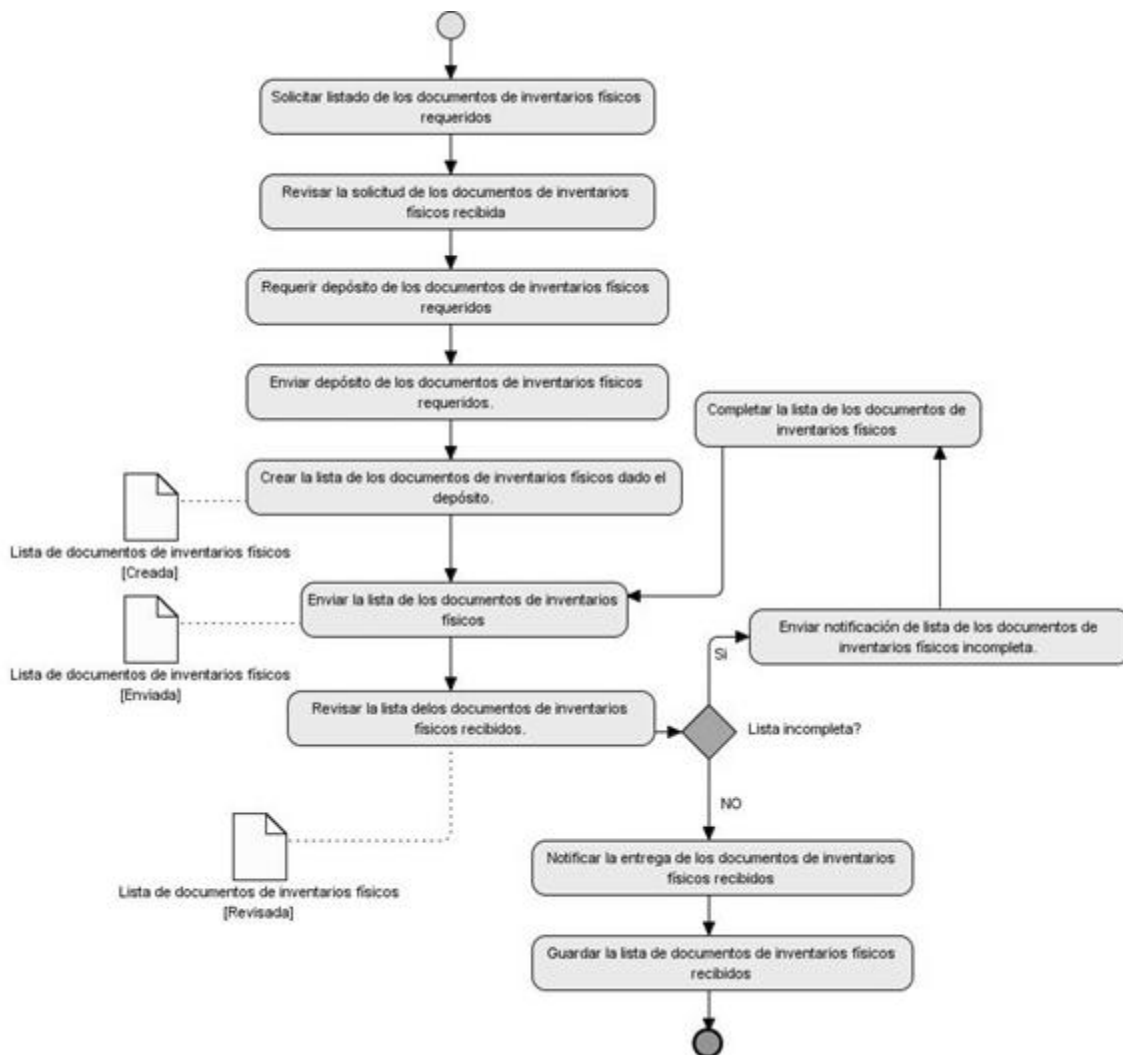 Solicitar listado de los documentos de inventarios físicos
requeridos
Revisar la solicitud de los documentos de inventarios
físicos recibida
Requerir depósito de los documentos de inventarios físicos
requeridos
Enviar depósito de los documentos de inventarios físicos
requeridos.
Completar la lista de los documentos de
inventarios físicos
Crear la lista de los documentos de inventarios físicos dado el
depósito.
Lista de documentos de inventarios físicos
[Creada]
Enviar la lista de los documentos de inventarios
físicos
Enviar notificación de lista de los documentos de
inventarios físicos incompleta.
Si
Lista de documentos de inventarios físicos
[Enviada]
Revisar la lista delos documentos de inventarios
físicos recibidos.
Lista incompleta?
NO
Notificar la entrega de los documentos de inventarios
físicos recibidos
Lista de documentos de inventarios físicos
[Revisada]
Guardar la lista de documentos de inventarios físicos
recibidos